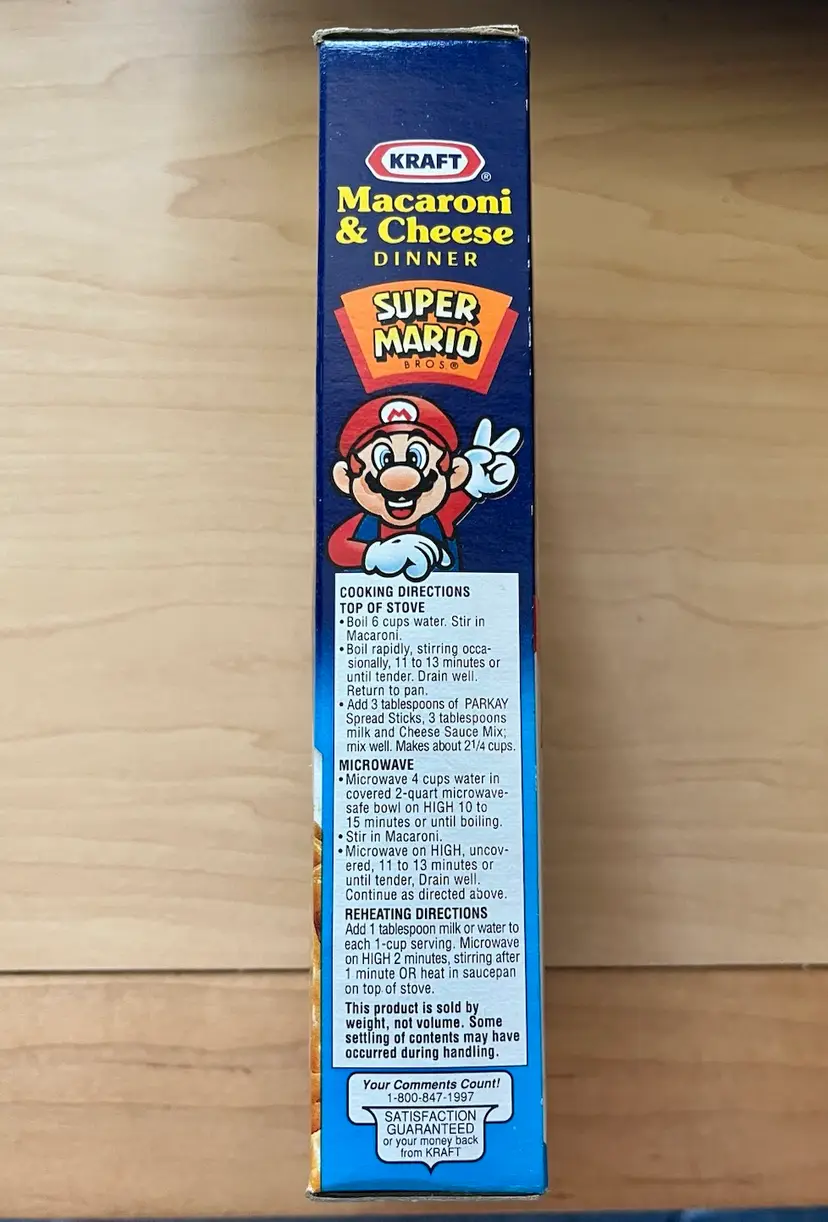 KRAFT®
Macaroni
& Cheese
DINNER
SUPER
MARIO
BROS®
M
COOKING DIRECTIONS
TOP OF STOVE
• Boil 6 cups water. Stir in
Macaroni.
• Boil rapidly, stirring occa-
sionally, 11 to 13 minutes or
until tender. Drain well.
Return to pan.
• Add 3 tablespoons of PARKAY
Spread Sticks, 3 tablespoons
milk and Cheese Sauce Mix;
mix well. Makes about 2 1/4 cups.
MICROWAVE
• Microwave 4 cups water in
covered 2-quart microwave-
safe bowl on HIGH 10 to
15 minutes or until boiling.
• Stir in Macaroni.
• Microwave on HIGH, uncov-
ered, 11 to 13 minutes or
until tender, Drain well.
Continue as directed above.
REHEATING DIRECTIONS
Add 1 tablespoon milk or water to
each 1-cup serving. Microwave
on HIGH 2 minutes, stirring after
1 minute OR heat in saucepan
on top of stove.
This product is sold by
weight, not volume. Some
settling of contents may have
occurred during handling.
Your Comments Count!
1-800-847-1997
SATISFACTION
GUARANTEED
or your money back
from KRAFT